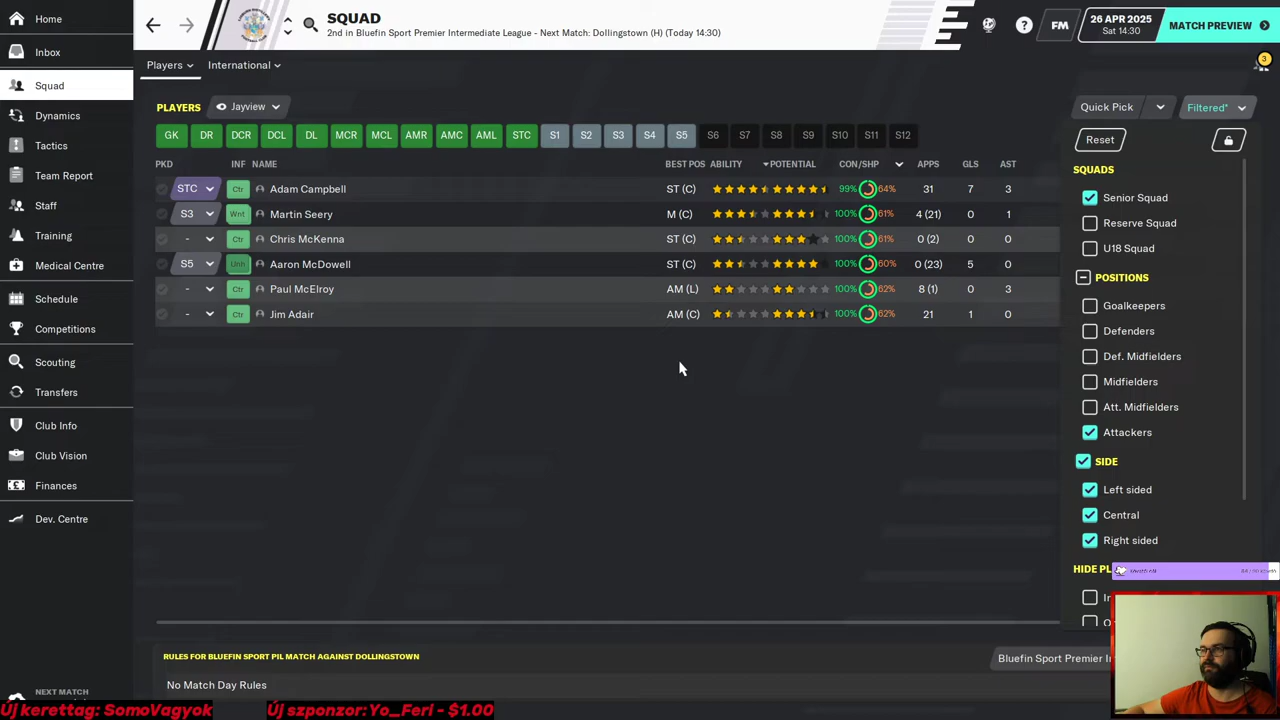 Home
SQUAD
2nd in Bluefin Sport Premier Intermediate League - Next Match: Dollingstown (H) (Today 14:30)
FM
26 APR 2025
Sat 14:30
MATCH PREVIEW
Inbox
Squad
Dynamics
Tactics
Team Report
Staff
Training
Medical Centre
Schedule
Competitions
Scouting
Transfers
Club Info
Club Vision
Finances
Dev. Centre
NEXT MATCH
Players
International
3
PLAYERS
Jayview
Quick Pick
Filtered*
GK DR DCR DCL DL MCR MCL AMR AMC AML STC S1 S2 S3 S4 S5 S6 S7 S8 S9 S10 S11 S12
PKD INF NAME BEST POS ABILITY POTENTIAL CON/SHP APPS GLS AST
STC Ctr Adam Campbell ST (C) 99% 64% 31 7 3
S3 Wnt Martin Seery M (C) 100% 61% 4 (21) 0 1
- Ctr Chris McKenna ST (C) 100% 61% 0 (2) 0 0
S5 Unh Aaron McDowell ST (C) 100% 60% 0 (23) 5 0
- Ctr Paul McElroy AM (L) 100% 62% 8 (1) 0 3
- Ctr Jim Adair AM (C) 100% 62% 21 1 0
Reset
SQUADS
Senior Squad
Reserve Squad
U18 Squad
POSITIONS
Goalkeepers
Defenders
Def. Midfielders
Midfielders
Att. Midfielders
Attackers
SIDE
Left sided
Central
Right sided
HIDE PL
RULES FOR BLUEFIN SPORT PIL MATCH AGAINST DOLLINGSTOWN
Bluefin Sport Premier
No Match Day Rules
Új kerettag: SomoVagyok
Új szponzor: Yo_Feri - $1.00